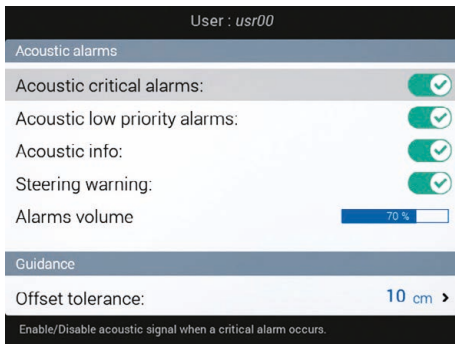 User : usr00
Acoustic alarms
Acoustic critical alarms:
Acoustic low priority alarms:
Acoustic info:
Steering warning:
Alarms volume 70 %
Guidance
Offset tolerance: 10 cm >
Enable/Disable acoustic signal when a critical alarm occurs.